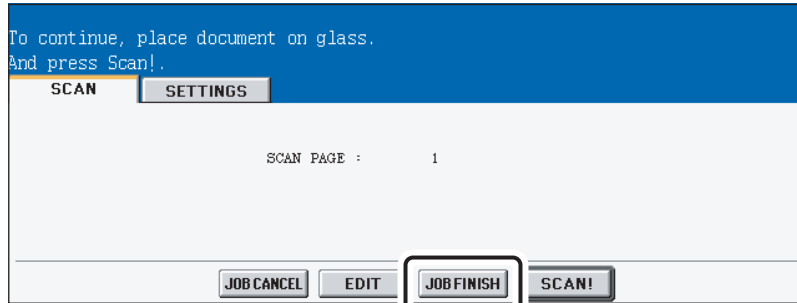 To continue, place document on glass.
And press Scan!.
SCAN SETTINGS
SCAN PAGE : 1
JOB CANCEL EDIT JOB FINISH SCAN!